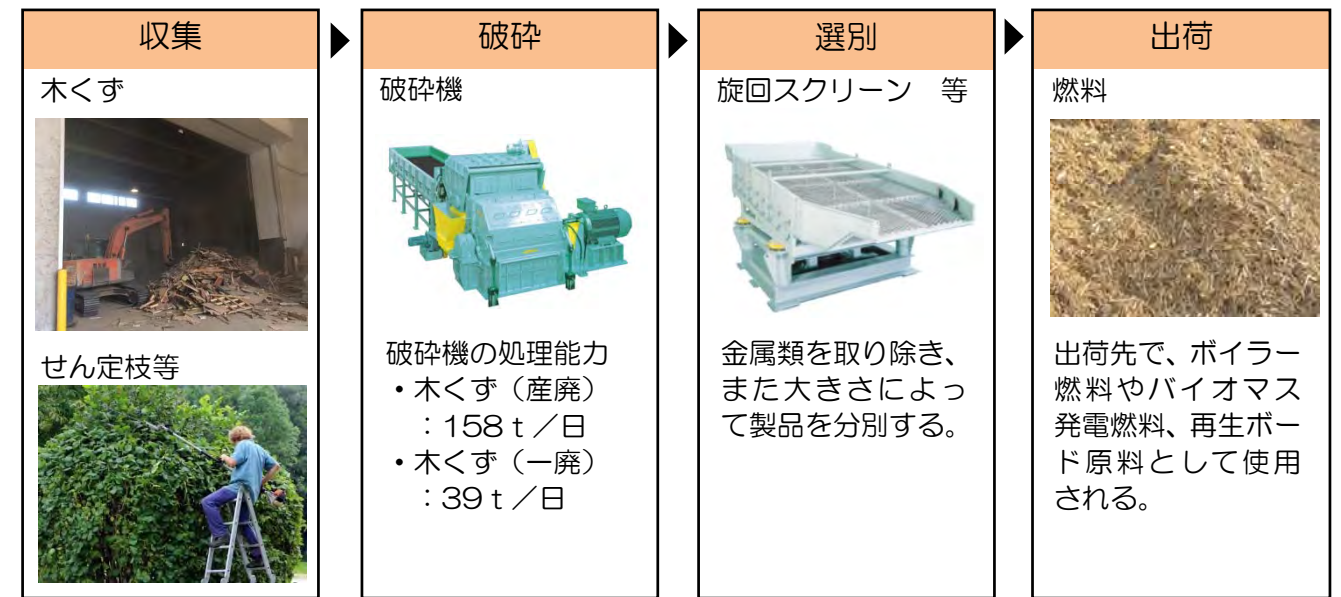 収集
木くず
せん定枝等
破砕
破砕機
破砕機の処理能力
・木くず（産廃）
：158ｔ／日
・木くず（一廃）
：39ｔ／日
選別
旋回スクリーン　等
金属類を取り除き、
また大きさによっ
て製品を分別する。
出荷
燃料
出荷先で、ボイラー
燃料やバイオマス
発電燃料、再生ボー
ド原料として使用
される。